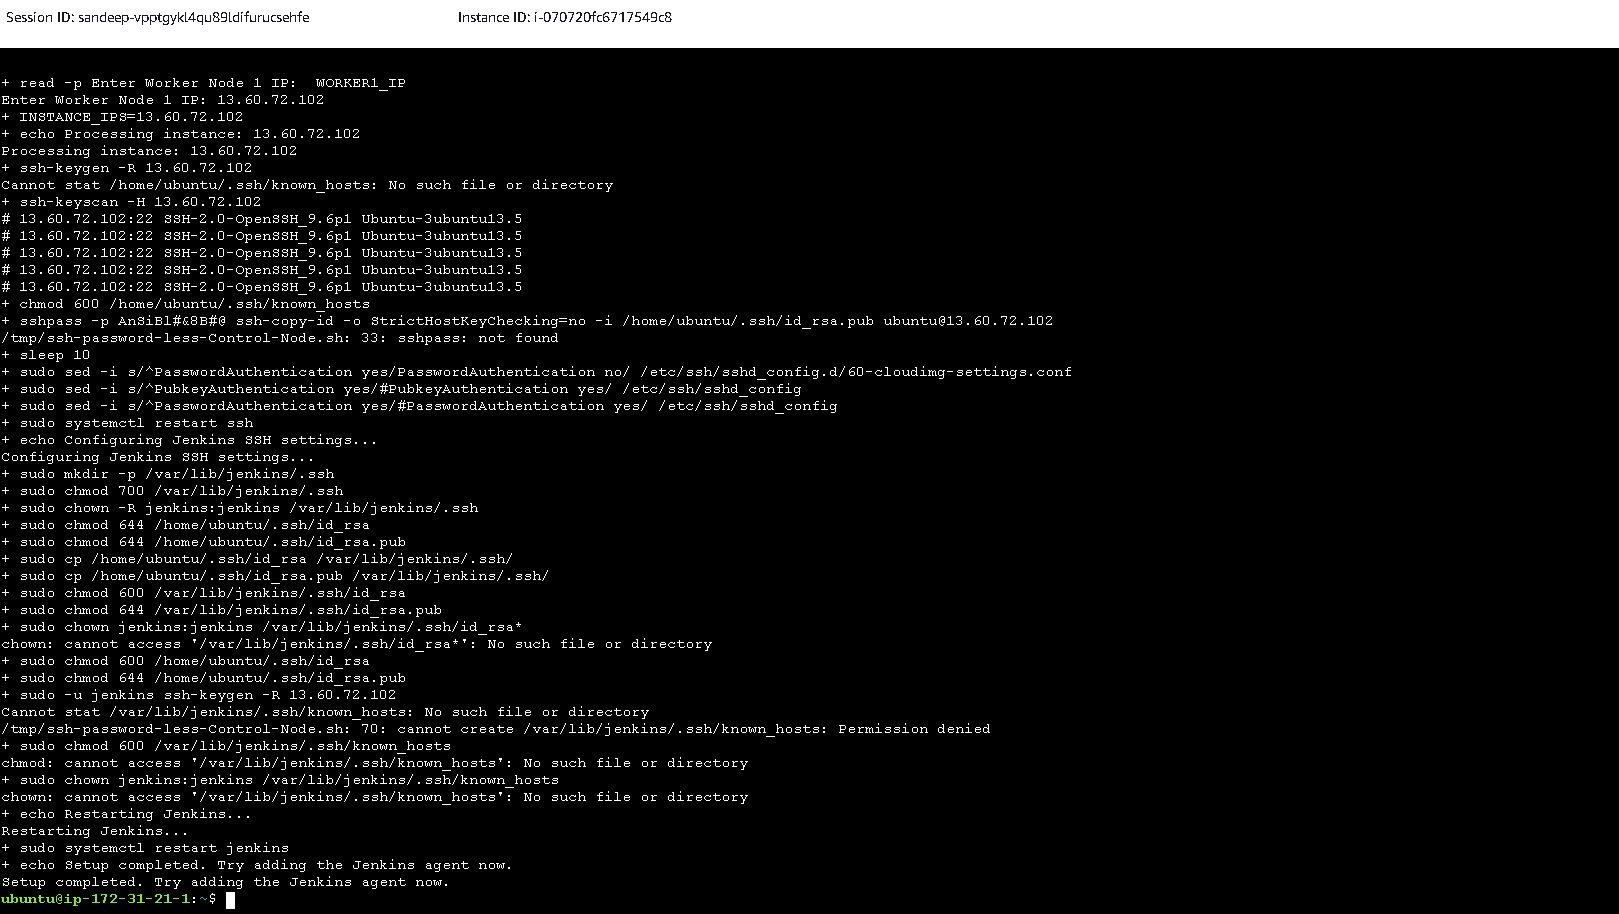 Session ID: sandeep-vpptgykl4qu89ldifurucsehfe Instance ID: i-070720fc6717549c8
+ read -p Enter Worker Node 1 IP:  WORKER1_IP
Enter Worker Node 1 IP: 13.60.72.102
+ INSTANCE_IPS=13.60.72.102
+ echo Processing instance: 13.60.72.102
Processing instance: 13.60.72.102
+ ssh-keygen -R 13.60.72.102
Cannot stat /home/ubuntu/.ssh/known_hosts: No such file or directory
+ ssh-keyscan -H 13.60.72.102
# 13.60.72.102:22 SSH-2.0-OpenSSH_9.6p1 Ubuntu-3ubuntu13.5
# 13.60.72.102:22 SSH-2.0-OpenSSH_9.6p1 Ubuntu-3ubuntu13.5
# 13.60.72.102:22 SSH-2.0-OpenSSH_9.6p1 Ubuntu-3ubuntu13.5
# 13.60.72.102:22 SSH-2.0-OpenSSH_9.6p1 Ubuntu-3ubuntu13.5
# 13.60.72.102:22 SSH-2.0-OpenSSH_9.6p1 Ubuntu-3ubuntu13.5
+ chmod 600 /home/ubuntu/.ssh/known_hosts
+ sshpass -p AnSiBl#&8B#@ ssh-copy-id -o StrictHostKeyChecking=no -i /home/ubuntu/.ssh/id_rsa.pub ubuntu@13.60.72.102
/tmp/ssh-password-less-Control-Node.sh: 33: sshpass: not found
+ sleep 10
+ sudo sed -i s/^PasswordAuthentication yes/PasswordAuthentication no/ /etc/ssh/sshd_config.d/60-cloudimg-settings.conf
+ sudo sed -i s/^PubkeyAuthentication yes/#PubkeyAuthentication yes/ /etc/ssh/sshd_config
+ sudo sed -i s/^PasswordAuthentication yes/#PasswordAuthentication yes/ /etc/ssh/sshd_config
+ sudo systemctl restart ssh
+ echo Configuring Jenkins SSH settings...
Configuring Jenkins SSH settings...
+ sudo mkdir -p /var/lib/jenkins/.ssh
+ sudo chmod 700 /var/lib/jenkins/.ssh
+ sudo chown -R jenkins:jenkins /var/lib/jenkins/.ssh
+ sudo chmod 644 /home/ubuntu/.ssh/id_rsa
+ sudo chmod 644 /home/ubuntu/.ssh/id_rsa.pub
+ sudo cp /home/ubuntu/.ssh/id_rsa /var/lib/jenkins/.ssh/
+ sudo cp /home/ubuntu/.ssh/id_rsa.pub /var/lib/jenkins/.ssh/
+ sudo chmod 600 /var/lib/jenkins/.ssh/id_rsa
+ sudo chmod 644 /var/lib/jenkins/.ssh/id_rsa.pub
+ sudo chown jenkins:jenkins /var/lib/jenkins/.ssh/id_rsa*
chown: cannot access '/var/lib/jenkins/.ssh/id_rsa*': No such file or directory
+ sudo chmod 600 /home/ubuntu/.ssh/id_rsa
+ sudo chmod 644 /home/ubuntu/.ssh/id_rsa.pub
+ sudo -u jenkins ssh-keygen -R 13.60.72.102
Cannot stat /var/lib/jenkins/.ssh/known_hosts: No such file or directory
/tmp/ssh-password-less-Control-Node.sh: 70: cannot create /var/lib/jenkins/.ssh/known_hosts: Permission denied
+ sudo chmod 600 /var/lib/jenkins/.ssh/known_hosts
chmod: cannot access '/var/lib/jenkins/.ssh/known_hosts': No such file or directory
+ sudo chown jenkins:jenkins /var/lib/jenkins/.ssh/known_hosts
chown: cannot access '/var/lib/jenkins/.ssh/known_hosts': No such file or directory
+ echo Restarting Jenkins...
Restarting Jenkins...
+ sudo systemctl restart jenkins
+ echo Setup completed. Try adding the Jenkins agent now.
Setup completed. Try adding the Jenkins agent now.
ubuntu@ip-172-31-21-1:~$